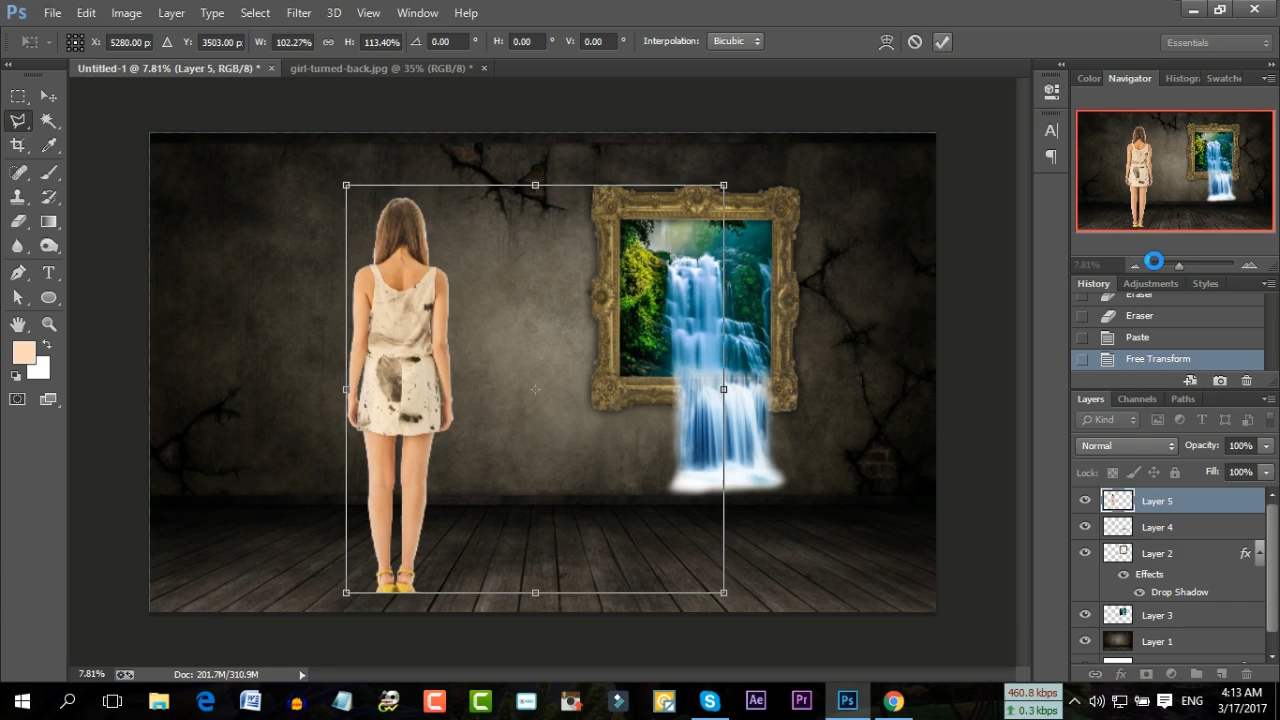 Ps File Edit Image Layer Type Select Filter 3D View Window Help
X: 5280.00 px Y: 3503.00 px W: 102.27% H: 113.40% 0.00 ° H: 0.00 ° V: 0.00 ° Interpolation: Bicubic Essentials
Untitled-1 @ 7.81% (Layer 5, RGB/8) * × girl-turned-back.jpg @ 35% (RGB/8) * ×
Color Navigator Histogr Swatche
7.81%
History Adjustments Styles
Eraser
Eraser
Paste
Free Transform
Layers Channels Paths
Kind
Normal Opacity: 100%
Lock: Fill: 100%
Layer 5
Layer 4
Layer 2 fx
Effects
Drop Shadow
Layer 3
Layer 1
7.81% Doc: 201.7M/310.9M
fx
Ae Pr Ps
460.8 kbps
0.3 kbps
ENG
4:13 AM
3/17/2017